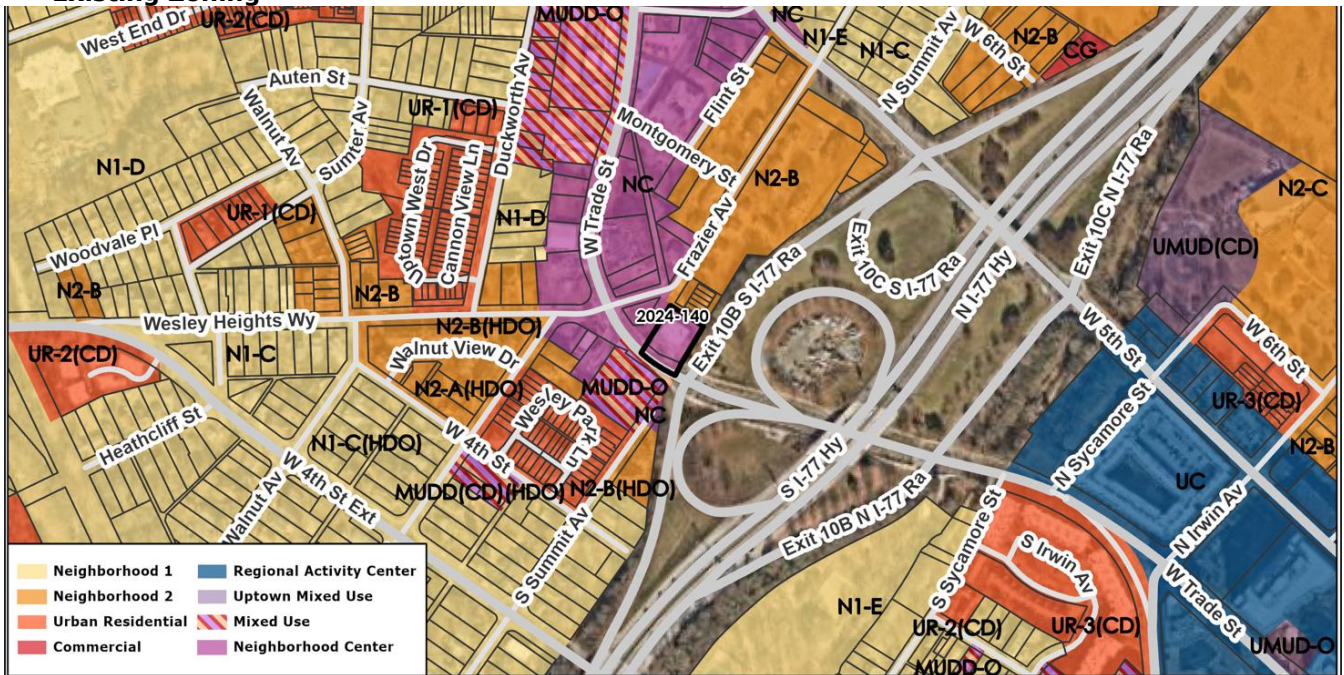 Existing Zoning
UR-2(CD)
West End Dr
MUDD-O
NC
N1-E
N1-C
W 6th St
N2-B
CG
N Summit Av
Auten St
Walnut Av
Sumter Av
UR-1(CD)
Duckworth Av
Flint St
Montgomery St
N1-D
Uptown West Dr
Cannon View Ln
W Trade St
NC
N2-B
Frazier Av
N2-C
UMUD(CD)
Exit 10C N I-77 Ra
UR-1(CD)
Woodvale Pl
N1-D
Exit 10C S I-77 Ra
N I-77 Hy
N2-B
N2-B
Wesley Heights Wy
N2-B(HDO)
2024-140
Exit 10B S I-77 Ra
W 5th St
W 6th St
UR-2(CD)
N1-C
Walnut View Dr
N2-A(HDO)
MUDD-O
NC
Wesley Park Ln
UR-3(CD)
N2-B
Heathcliff St
N1-C(HDO)
W 4th St
S I-77 Hy
N Sycamore St
UC
W 4th St Ext
Walnut Av
MUDD(CD)(HDO)
N2-B(HDO)
S Summit Av
Exit 10B N I-77 Ra
N Irwin Av
S Sycamore St
S Irwin Av
W Trade St
N1-E
UR-2(CD)
UR-3(CD)
MUDD-O
UMUD-O
Neighborhood 1
Neighborhood 2
Urban Residential
Commercial
Regional Activity Center
Uptown Mixed Use
Mixed Use
Neighborhood Center